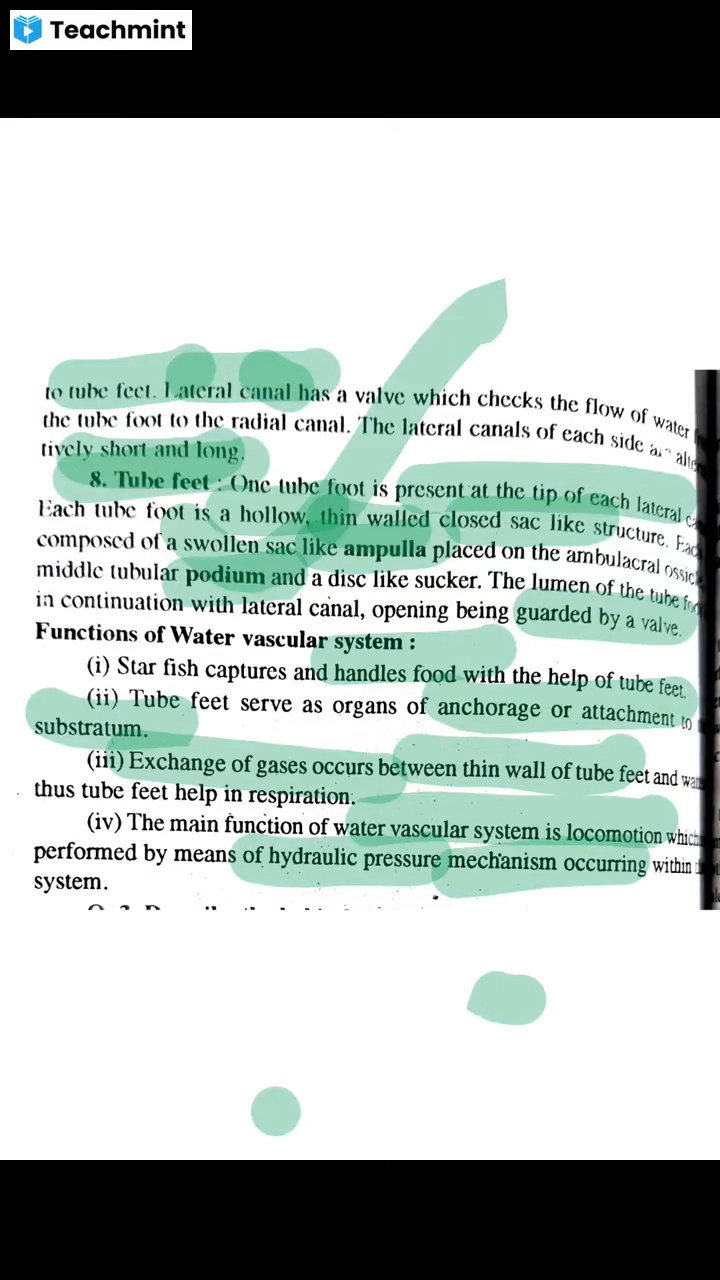 Teachmint
to tube feet. Lateral canal has a valve which checks the flow of water
the tube foot to the radial canal. The lateral canals of each side
tively short and long.
8. Tube feet : One tube foot is present at the tip of each lateral
Each tube foot is a hollow, thin walled closed sac like structure.
composed of a swollen sac like ampulla placed on the ambulacral
middle tubular podium and a disc like sucker. The lumen of the tube
in continuation with lateral canal, opening being guarded by a valve.
Functions of Water vascular system :
(i) Star fish captures and handles food with the help of tube feet.
(ii) Tube feet serve as organs of anchorage or attachment to
substratum.
(iii) Exchange of gases occurs between thin wall of tube feet and
thus tube feet help in respiration.
(iv) The main function of water vascular system is locomotion
performed by means of hydraulic pressure mechanism occurring within
system.